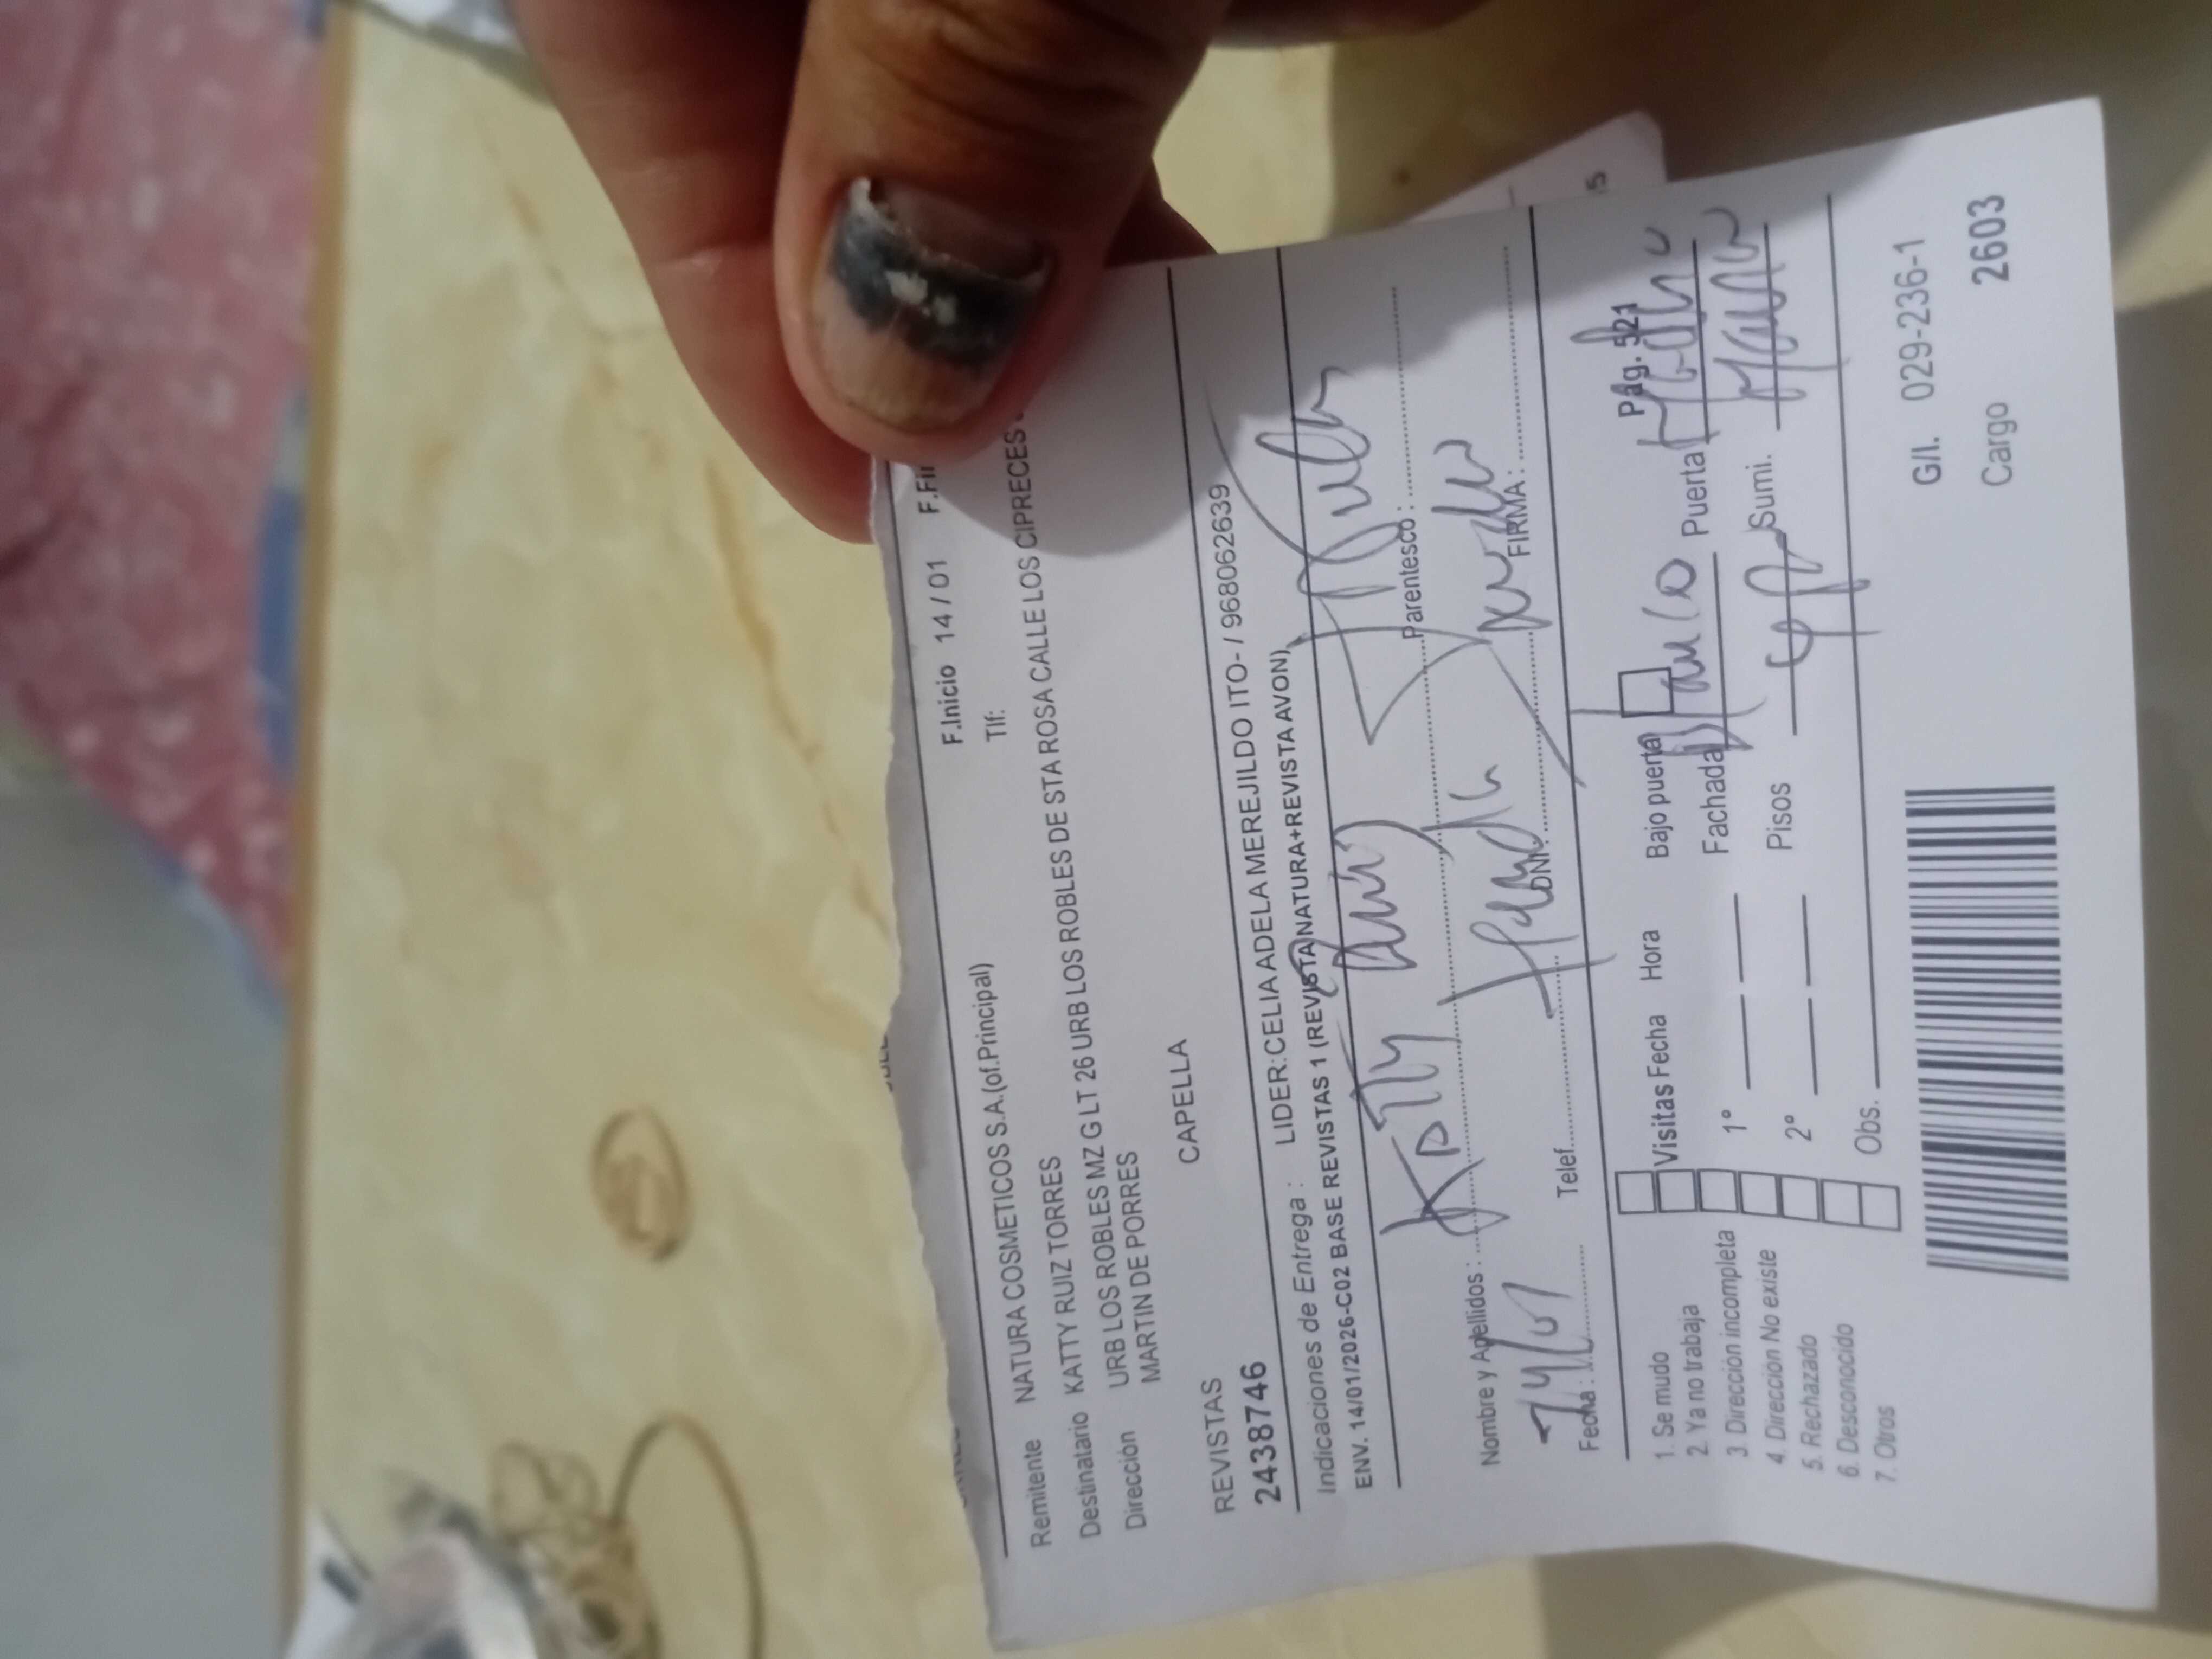 F.Inicio 14 / 01 F.Fin
Remitente NATURA COSMETICOS S.A.(of.Principal) Tlf:
Destinatario KATTY RUIZ TORRES
Dirección URB LOS ROBLES MZ G LT 26 URB LOS ROBLES DE STA ROSA CALLE LOS CIPRECES
MARTIN DE PORRES
CAPELLA
REVISTAS
2438746 LIDER: CELIA ADELA MEREJILDO ITO- / 968062639
Indicaciones de Entrega :
ENV. 14/01/2026-C02 BASE REVISTAS 1 (REVISTA NATURA+REVISTA AVON)
Katty Ruiz
Nombre y Apellidos : Parentesco :
Fecha : Telef. DNI: FIRMA :
Pág. 521
1. Se mudo
2. Ya no trabaja
3 Dirección incompleta
4. Dirección No existe
5. Rechazado
6. Desconocido
7. Otros
Visitas Fecha Hora Bajo puerta
1° Fachada Blanco Puerta
2° Pisos Sumi.
Obs.
G/I. 029-236-1
Cargo 2603